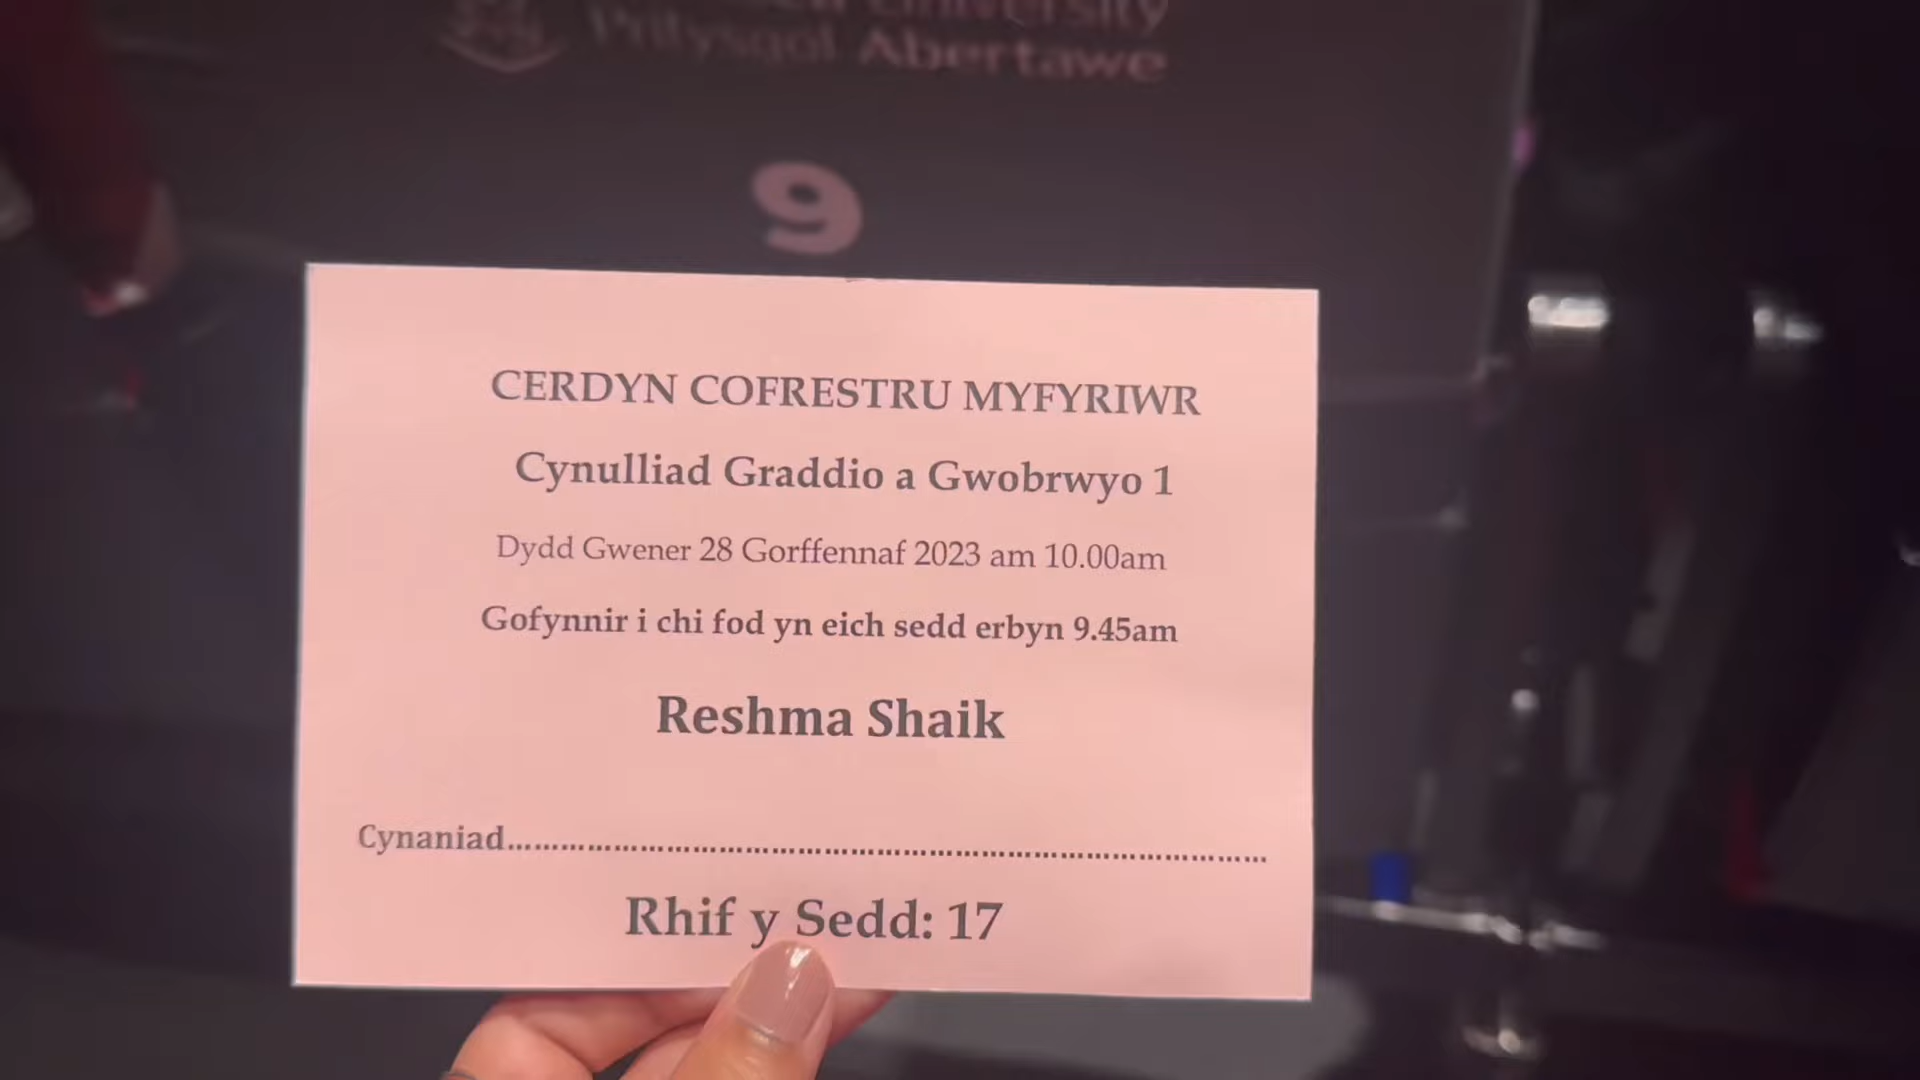 University
Prifysgol Abertawe
9
CERDYN COFRESTRU MYFYRIWR
Cynulliad Graddio a Gwobrwyo 1
Dydd Gwener 28 Gorffennaf 2023 am 10.00am
Gofynnir i chi fod yn eich sedd erbyn 9.45am
Reshma Shaik
Cynaniad.......................................................................................
Rhif y Sedd: 17